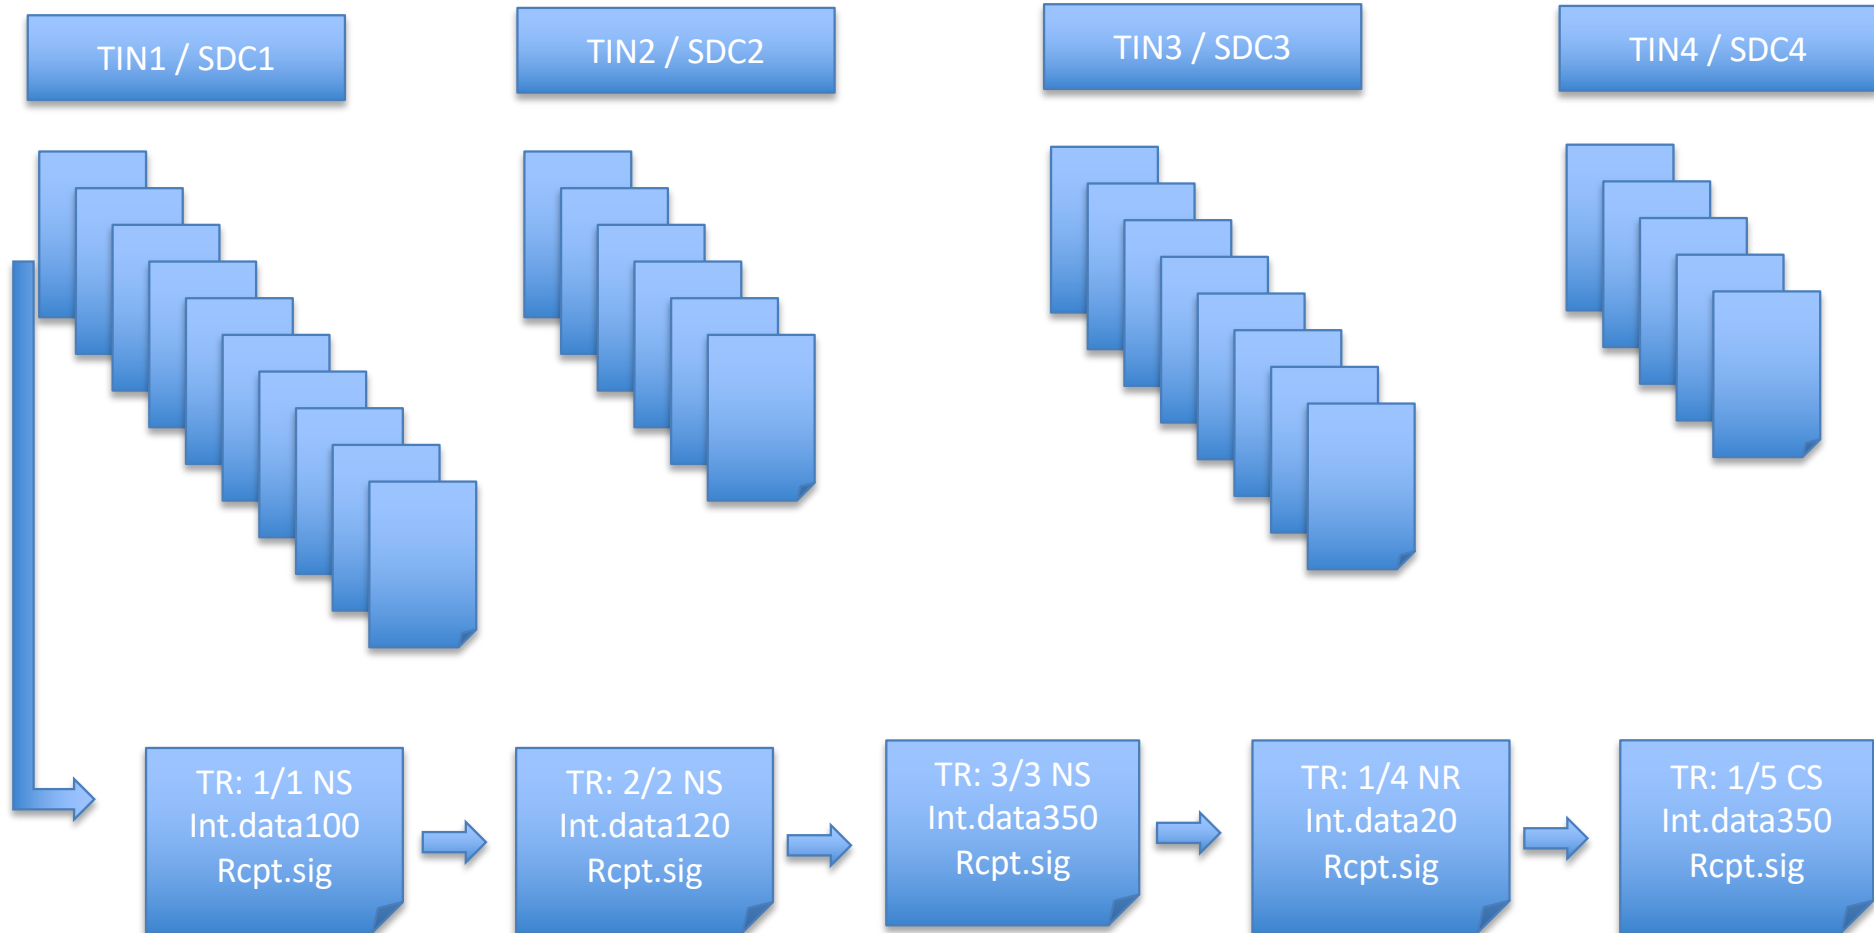 TIN1 / SDC1
TIN2 / SDC2
TIN3 / SDC3
TIN4 / SDC4
TR: 1/1 NS
Int.data100
Rcpt.sig
TR: 2/2 NS
Int.data120
Rcpt.sig
TR: 3/3 NS
Int.data350
Rcpt.sig
TR: 1/4 NR
Int.data20
Rcpt.sig
TR: 1/5 CS
Int.data350
Rcpt.sig